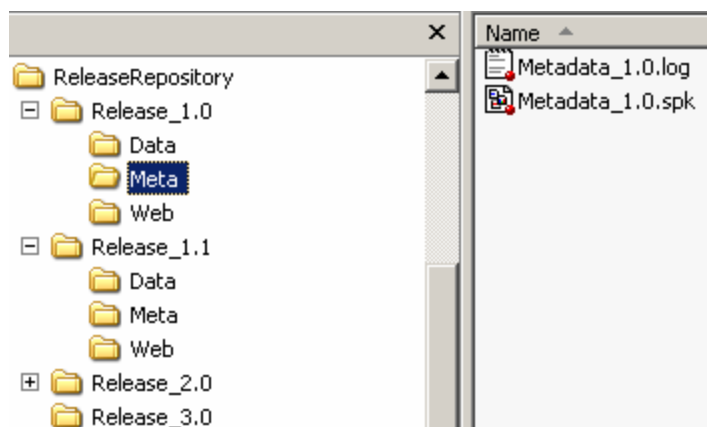 ReleaseRepository
Release_1.0
Data
Meta
Web
Release_1.1
Data
Meta
Web
Release_2.0
Release_3.0
Name
Metadata_1.0.log
Metadata_1.0.spk